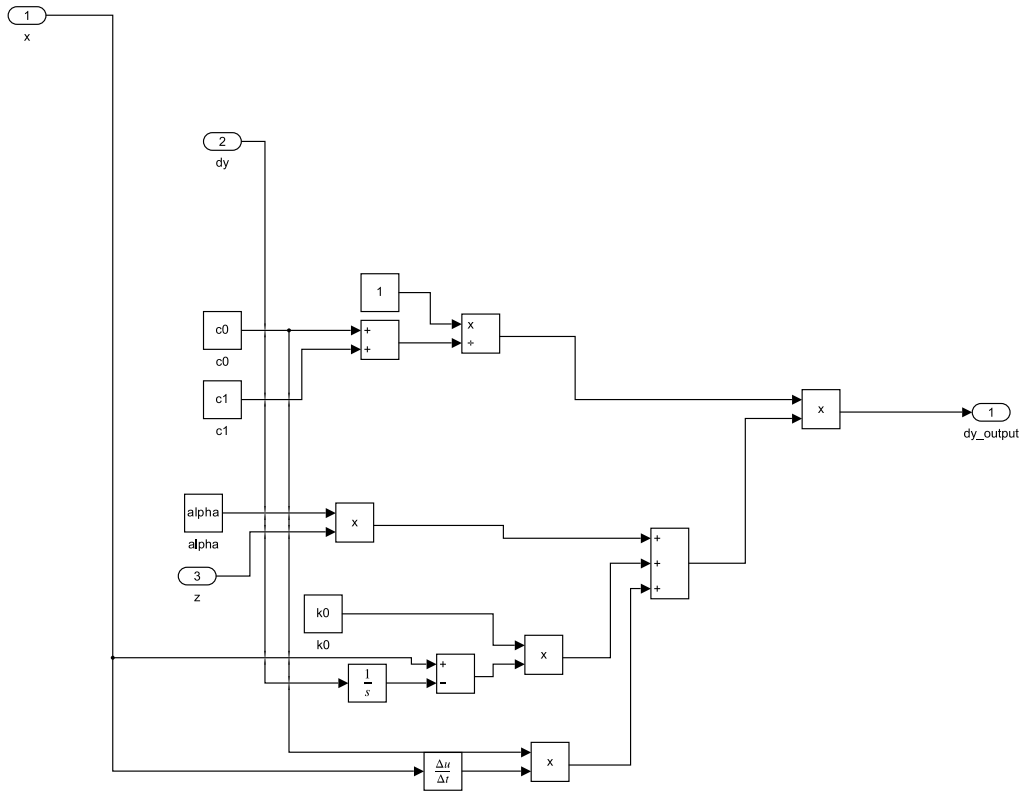 1
x
2
dy
1
c0
+
+
x
÷
c0
c1
c1
x
1
dy_output
alpha
alpha
x
3
z
+
+
+
k0
k0
x
+
−
1
s
x
Δu
Δt